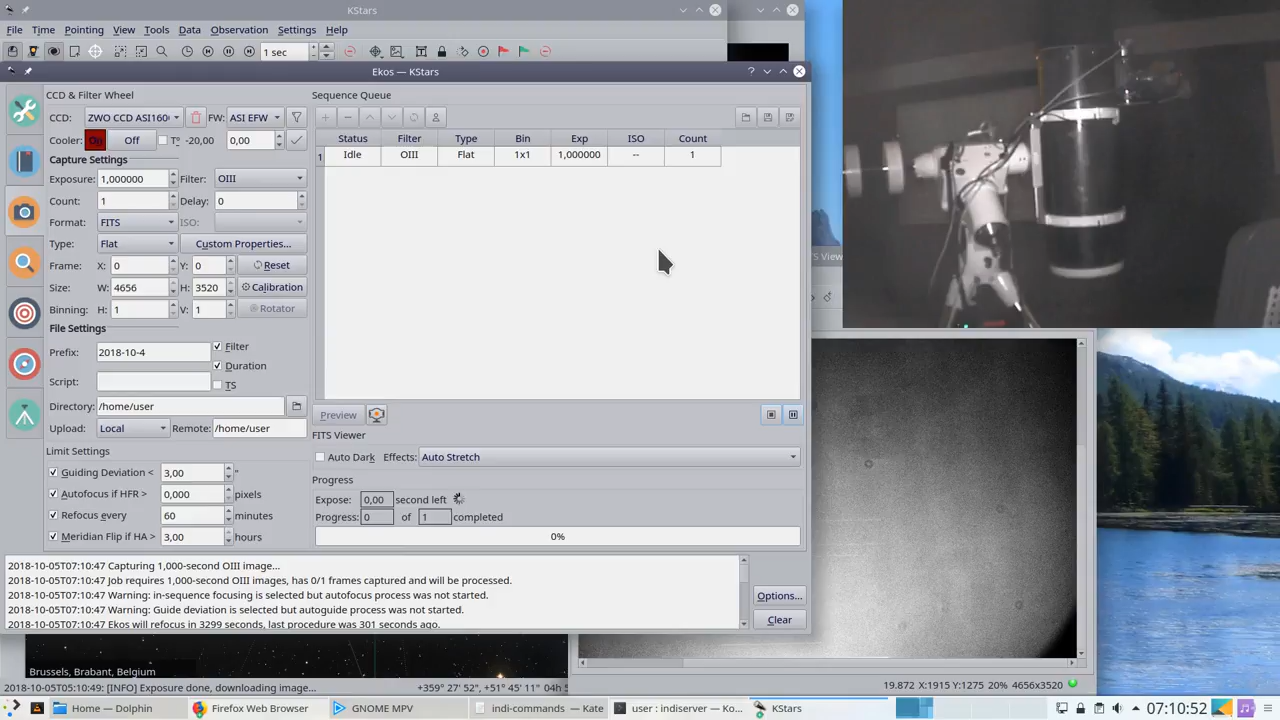 KStars
File Time Pointing View Tools Data Observation Settings Help
1 sec
Ekos — KStars
CCD & Filter Wheel
CCD: ZWO CCD ASI160 FW: ASI EFW
Cooler: On Off T° -20,00 0,00
Capture Settings
Exposure: 1,000000 Filter: OIII
Count: 1 Delay: 0
Format: FITS ISO:
Type: Flat Custom Properties...
Frame: X: 0 Y: 0 Reset
Size: W: 4656 H: 3520 Calibration
Binning: H: 1 V: 1 Rotator
File Settings
Prefix: 2018-10-4 Filter
Duration
Script: TS
Directory: /home/user
Upload: Local Remote: /home/user
Limit Settings
Guiding Deviation < 3,00 "
Autofocus if HFR > 0,000 pixels
Refocus every 60 minutes
Meridian Flip if HA > 3,00 hours
Sequence Queue
Status Filter Type Bin Exp ISO Count
1 Idle OIII Flat 1x1 1,000000 -- 1
Preview
FITS Viewer
Auto Dark Effects: Auto Stretch
Progress
Expose: 0,00 second left
Progress: 0 of 1 completed
0%
2018-10-05T07:10:47 Capturing 1,000-second OIII image...
2018-10-05T07:10:47 Job requires 1,000-second OIII images, has 0/1 frames captured and will be processed.
2018-10-05T07:10:47 Warning: in-sequence focusing is selected but autofocus process was not started.
2018-10-05T07:10:47 Warning: Guide deviation is selected but autoguide process was not started.
2018-10-05T07:10:47 Ekos will refocus in 3299 seconds, last procedure was 301 seconds ago.
Options...
Clear
TS View
Brussels, Brabant, Belgium
2018-10-05T05:10:49: [INFO] Exposure done, downloading image... +359° 27' 52", +51° 45' 11" 04h 5
19.872 X:1915 Y:1275 20% 4656x3520
Home — Dolphin Firefox Web Browser GNOME MPV indi-commands — Kate user : indiserver — Ko... KStars 07:10:52